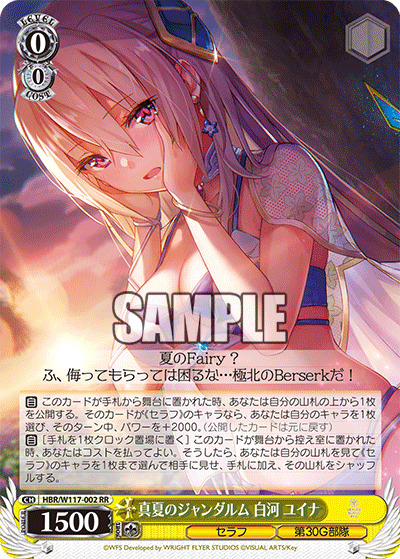 LEVEL
0
0
COST
SAMPLE
夏のFairy？
ふ、侮ってもらっては困るな…極北のBerserkだ！
自 このカードが手札から舞台に置かれた時、あなたは自分の山札の上から1枚
を公開する。そのカードが《セラフ》のキャラなら、あなたは自分のキャラを1枚
選び、そのターン中、パワーを＋2000。（公開したカードは元に戻す）
自 ［手札を1枚クロック置場に置く］ このカードが舞台から控え室に置かれた
時、あなたはコストを払ってよい。そうしたら、あなたは自分の山札を見て《セ
ラフ》のキャラを1枚まで選んで相手に見せ、手札に加え、その山札をシャッフ
ルする。
CH HBR/W117-002 RR
真夏のジャンダルム 白河 ユイナ
1500
セラフ 第30G部隊
©WFS Developed by WRIGHT FLYER STUDIOS ©VISUAL ARTS/Key